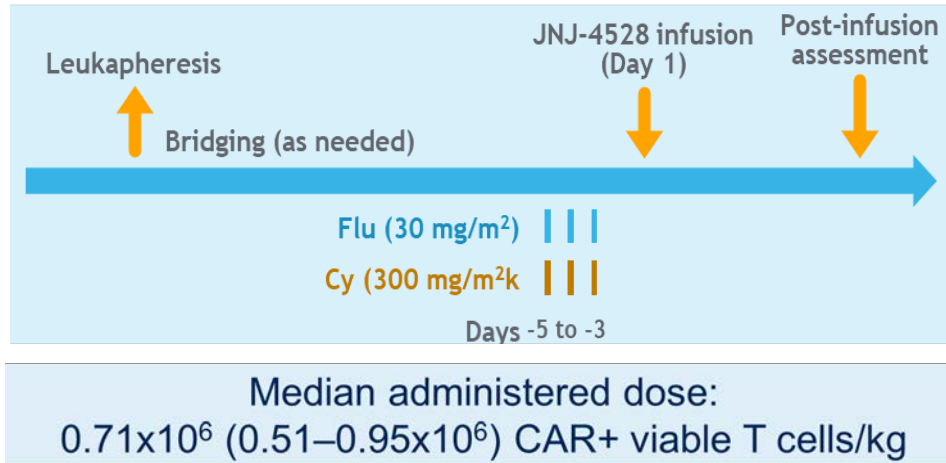 Leukapheresis
JNJ-4528 infusion
(Day 1)
Post-infusion
assessment
Bridging (as needed)
Flu (30 mg/m²)
Cy (300 mg/m²k
Days -5 to -3
Median administered dose:
0.71x10⁶ (0.51–0.95x10⁶) CAR+ viable T cells/kg